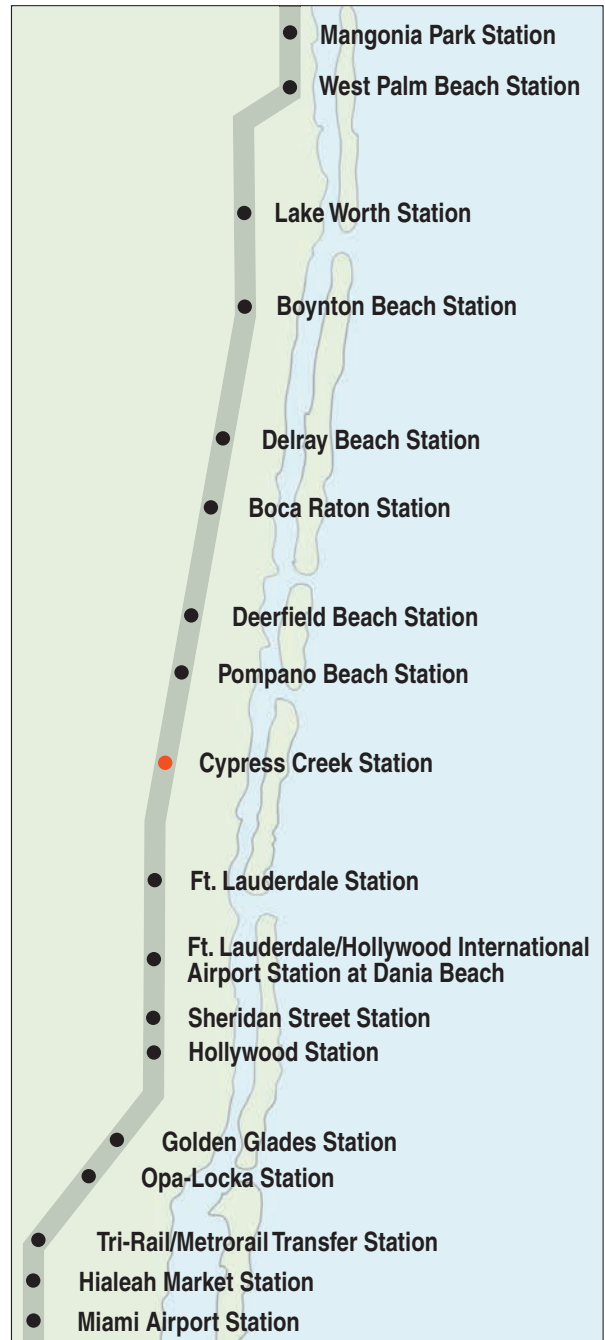 Mangonia Park Station
West Palm Beach Station
Lake Worth Station
Boynton Beach Station
Delray Beach Station
Boca Raton Station
Deerfield Beach Station
Pompano Beach Station
Cypress Creek Station
Ft. Lauderdale Station
Ft. Lauderdale/Hollywood International
Airport Station at Dania Beach
Sheridan Street Station
Hollywood Station
Golden Glades Station
Opa-Locka Station
Tri-Rail/Metrorail Transfer Station
Hialeah Market Station
Miami Airport Station